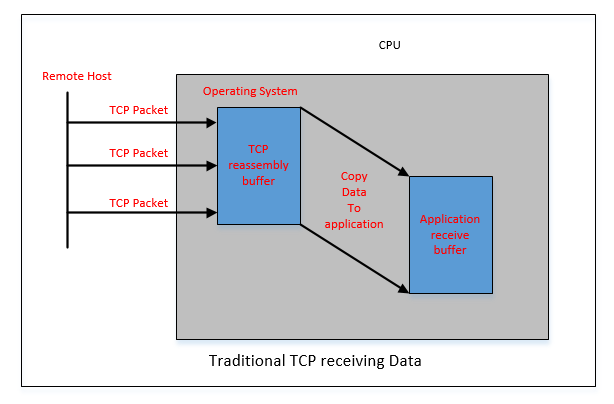 CPU
Remote Host
Operating System
TCP Packet
TCP Packet
TCP Packet
TCP
reassembly
buffer
Copy
Data
To
application
Application
receive
buffer
Traditional TCP receiving Data